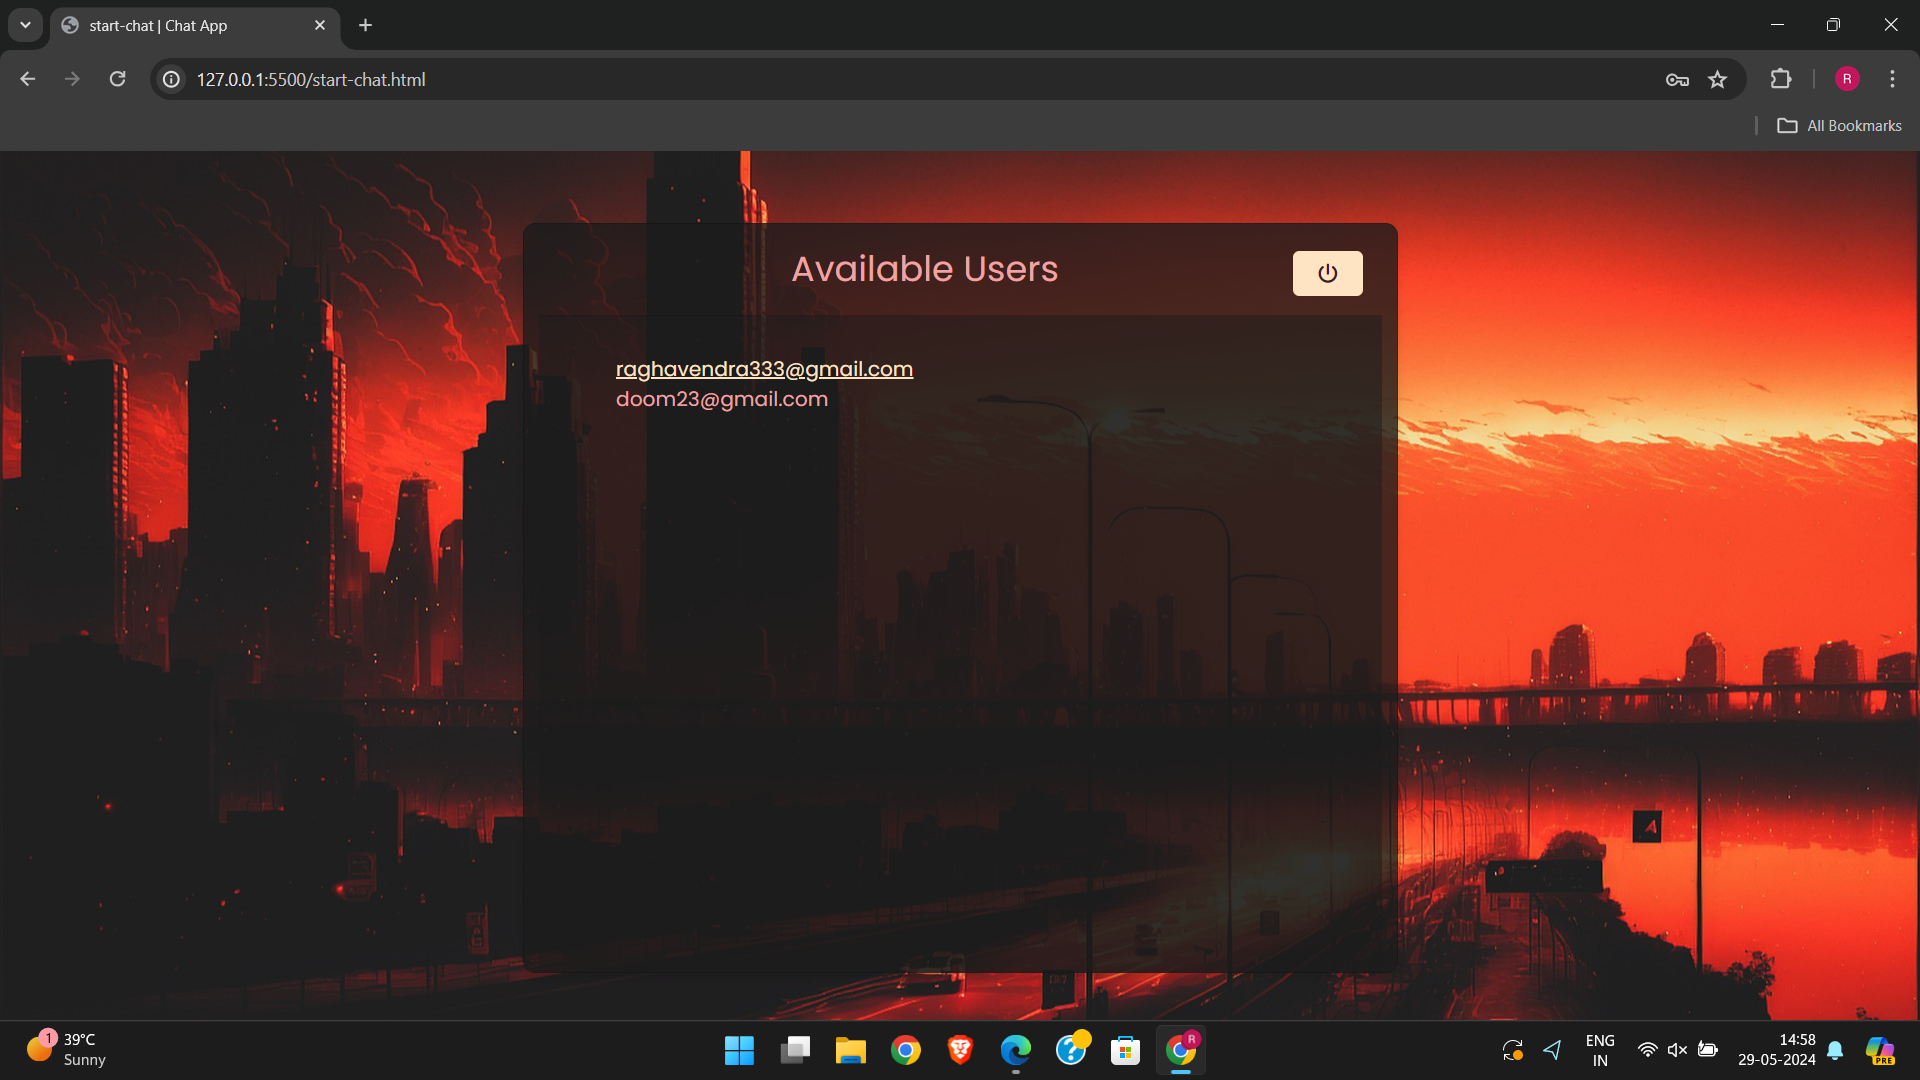 start-chat | Chat App
127.0.0.1:5500/start-chat.html
R
All Bookmarks
Available Users
raghavendra333@gmail.com
doom23@gmail.com
1
39°C
Sunny
R
ENG
IN
14:58
29-05-2024
PRE